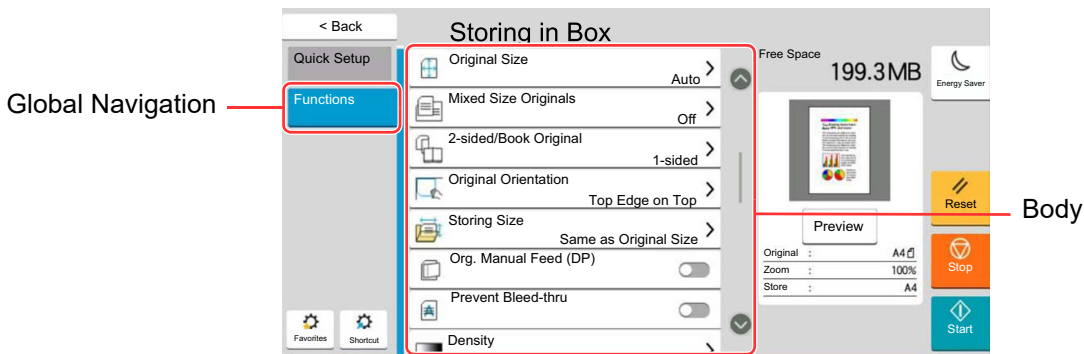 < Back
Storing in Box
Quick Setup
Functions
Global Navigation
Original Size
Auto
Mixed Size Originals
Off
2-sided/Book Original
1-sided
Original Orientation
Top Edge on Top
Storing Size
Same as Original Size
Org. Manual Feed (DP)
Prevent Bleed-thru
Density
Favorites
Shortcut
Free Space
199.3MB
Preview
Original : A4
Zoom : 100%
Store : A4
Energy Saver
Reset
Stop
Start
Body